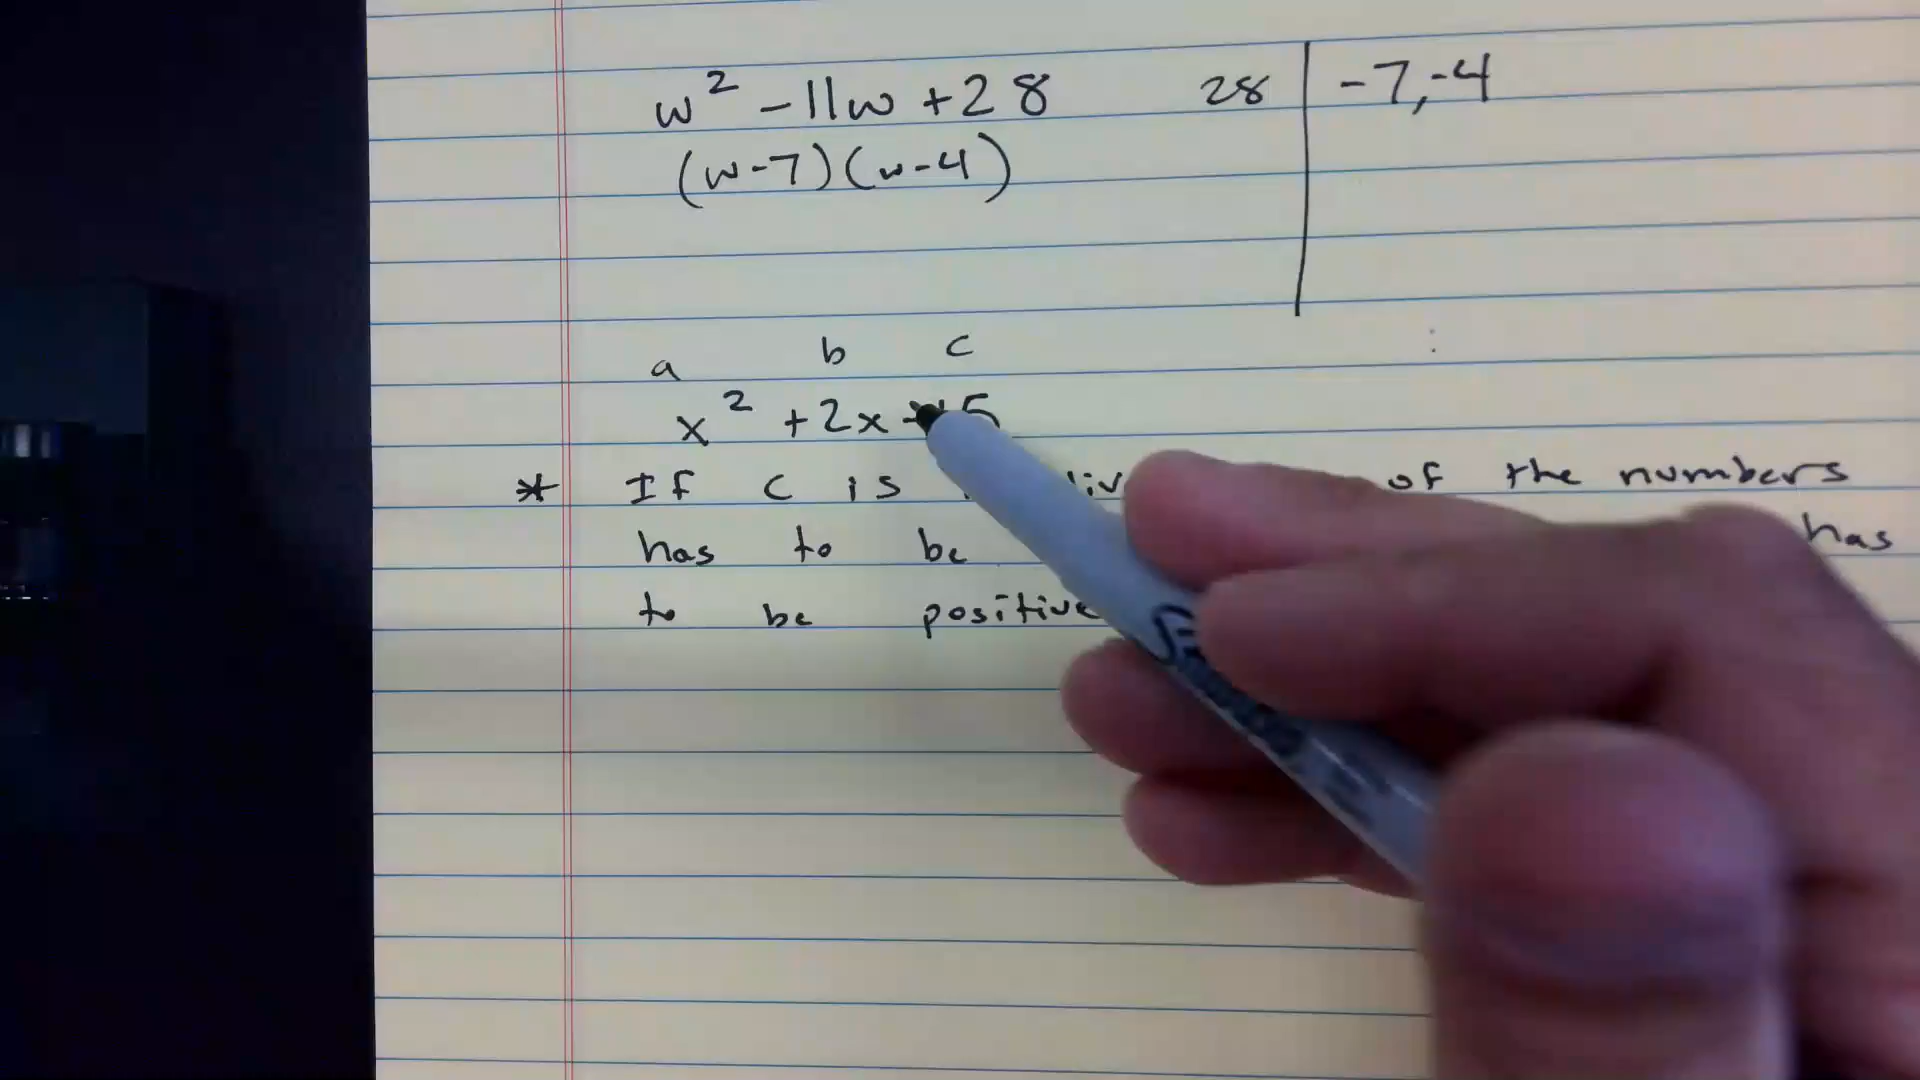 w² - 11w + 28 28 | -7, -4
(w-7)(w-4)
a b c
x² + 2x 5
* If c is of the numbers
has to be has
to be positive